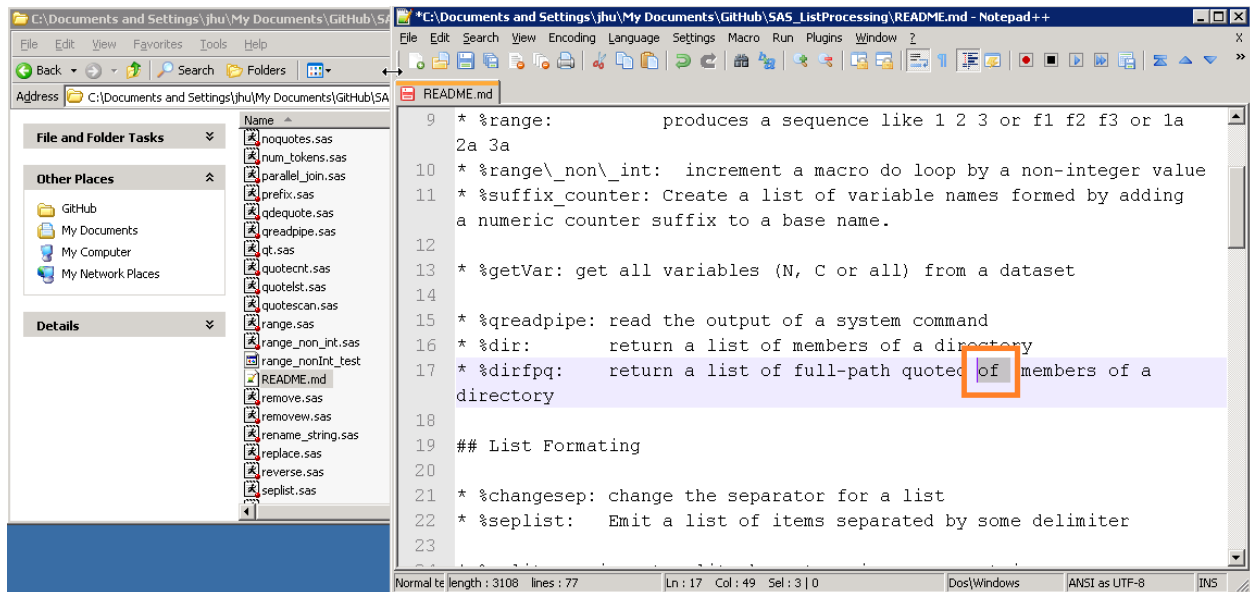 C:\Documents and Settings\jhu\My Documents\GitHub\SA
File Edit View Favorites Tools Help
Back Search Folders
Address C:\Documents and Settings\jhu\My Documents\GitHub\SA
File and Folder Tasks
Other Places
GitHub
My Documents
My Computer
My Network Places
Details
Name
noquotes.sas
num_tokens.sas
parallel_join.sas
prefix.sas
qdequote.sas
qreadpipe.sas
qt.sas
quotecnt.sas
quotelst.sas
quotescan.sas
range.sas
range_non_int.sas
range_nonInt_test
README.md
remove.sas
removew.sas
rename_string.sas
replace.sas
reverse.sas
seplist.sas
*C:\Documents and Settings\jhu\My Documents\GitHub\SAS_ListProcessing\README.md - Notepad++
File Edit Search View Encoding Language Settings Macro Run Plugins Window ? X
README.md
9 * %range: produces a sequence like 1 2 3 or f1 f2 f3 or 1a
2a 3a
10 * %range\_non\_int: increment a macro do loop by a non-integer value
11 * %suffix_counter: Create a list of variable names formed by adding
a numeric counter suffix to a base name.
12
13 * %getVar: get all variables (N, C or all) from a dataset
14
15 * %qreadpipe: read the output of a system command
16 * %dir: return a list of members of a directory
17 * %dirfpq: return a list of full-path quoted of members of a
directory
18
19 ## List Formating
20
21 * %changesep: change the separator for a list
22 * %seplist: Emit a list of items separated by some delimiter
23
Normal te length : 3108 lines : 77 Ln : 17 Col : 49 Sel : 3 | 0 Dos\Windows ANSI as UTF-8 INS